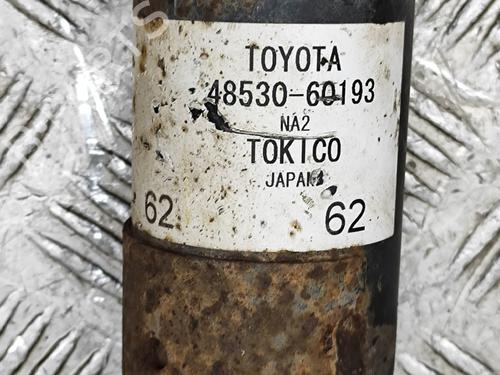 TOYOTA
48530-60193
NA2
TOKICO
JAPAN
62 62